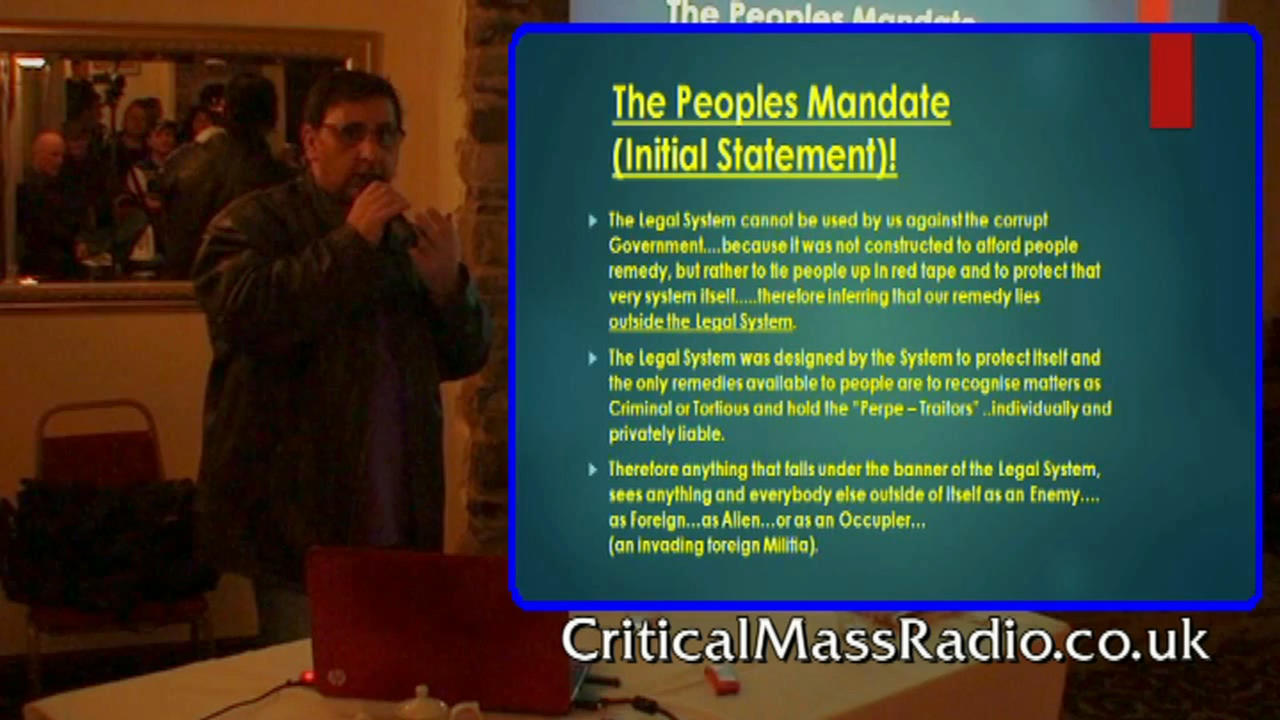 The Peoples Mandate
The Peoples Mandate
(Initial Statement)!
The Legal System cannot be used by us against the corrupt
Government....because it was not constructed to afford people
remedy, but rather to tie people up in red tape and to protect that
very system itself.....therefore inferring that our remedy lies
outside the Legal System.
The Legal System was designed by the System to protect itself and
the only remedies available to people are to recognise matters as
Criminal or Tortious and hold the "Perpe – Traitors" ..individually and
privately liable.
Therefore anything that falls under the banner of the Legal System,
sees anything and everybody else outside of itself as an Enemy....
as Foreign...as Alien...or as an Occupier...
(an invading foreign Militia).
CriticalMassRadio.co.uk
hp